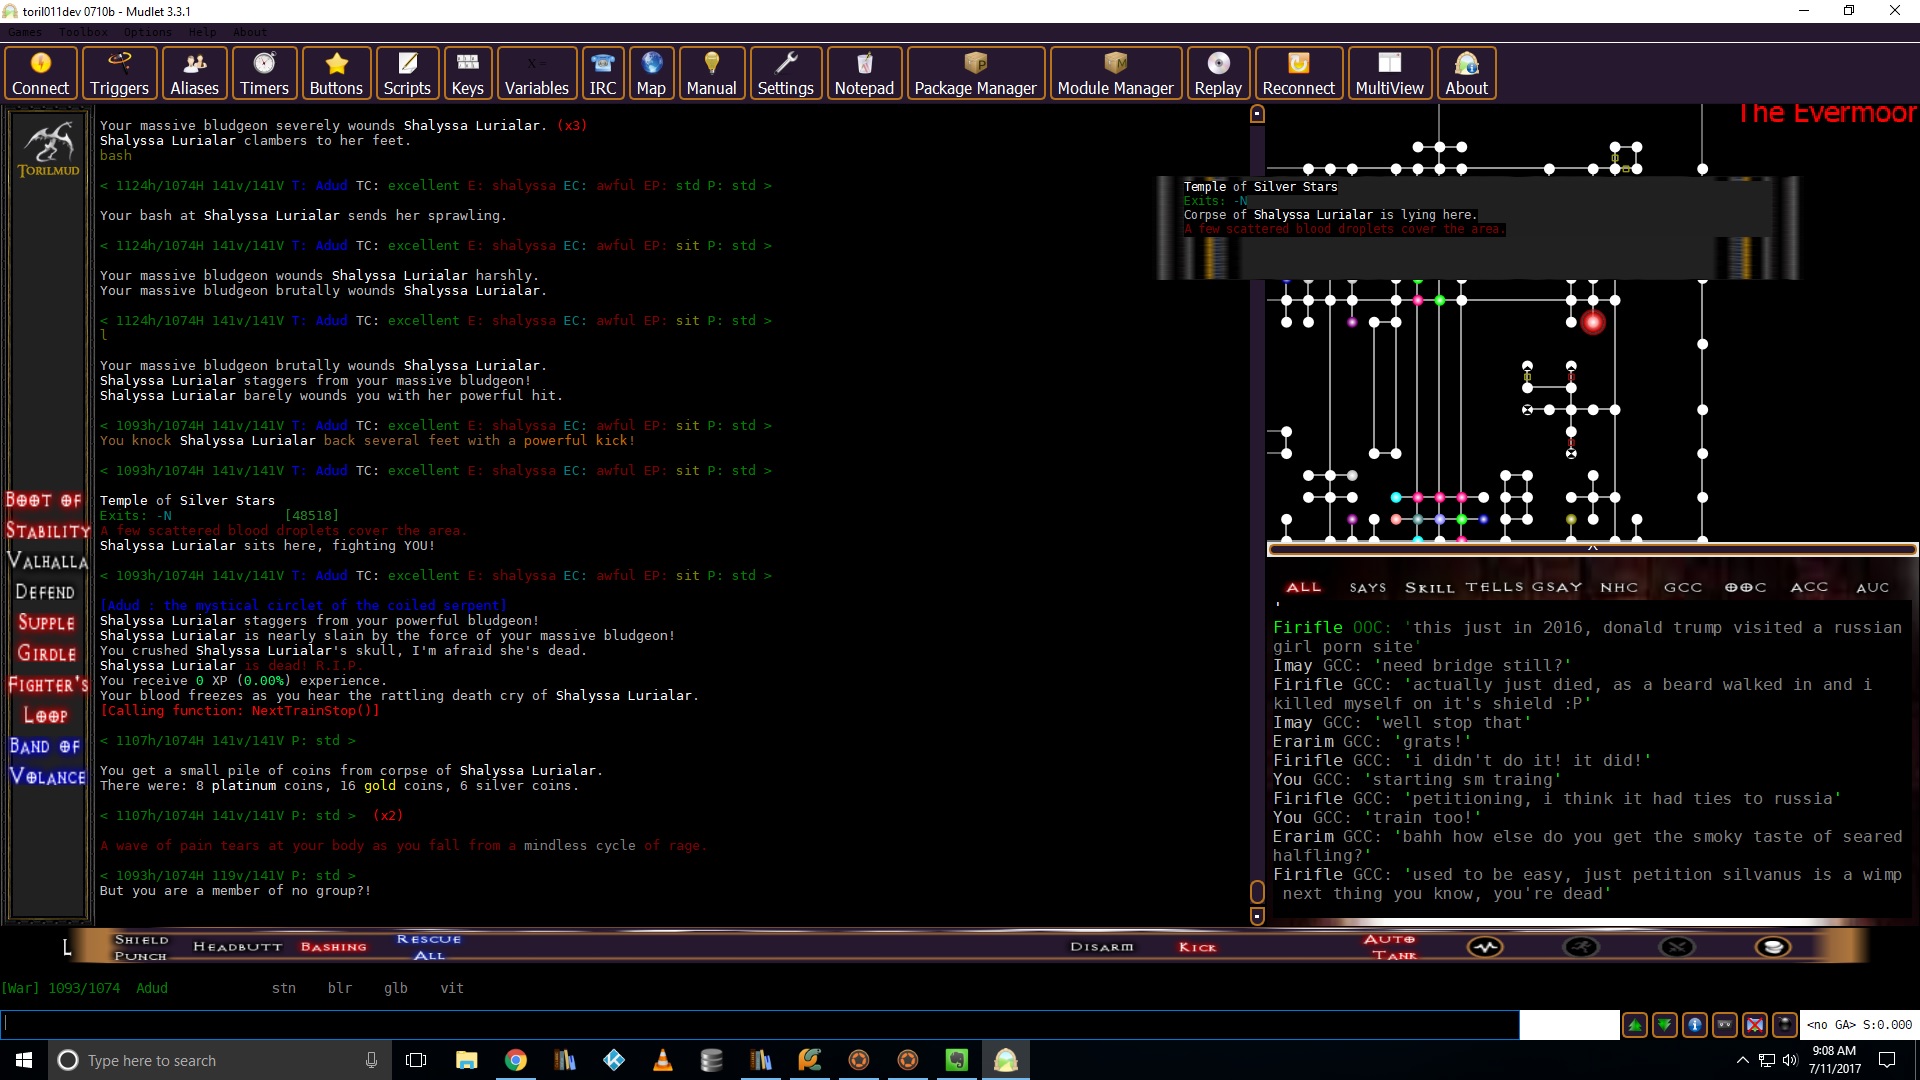 toril011dev 0710b - Mudlet 3.3.1
Games Toolbox Options Help About
Connect Triggers Aliases Timers Buttons Scripts Keys Variables IRC Map Manual Settings Notepad Package Manager Module Manager Replay Reconnect MultiView About
TORILMUD
BOOT OF
STABILITY
VALHALLA
DEFEND
SUPPLE
GIRDLE
FIGHTER'S
LOOP
BAND OF
VOLANCE
Your massive bludgeon severely wounds Shalyssa Lurialar. (x3)
Shalyssa Lurialar clambers to her feet.
bash
< 1124h/1074H 141v/141V T: Adud TC: excellent E: shalyssa EC: awful EP: std P: std >
Your bash at Shalyssa Lurialar sends her sprawling.
< 1124h/1074H 141v/141V T: Adud TC: excellent E: shalyssa EC: awful EP: sit P: std >
Your massive bludgeon wounds Shalyssa Lurialar harshly.
Your massive bludgeon brutally wounds Shalyssa Lurialar.
< 1124h/1074H 141v/141V T: Adud TC: excellent E: shalyssa EC: awful EP: sit P: std >
l
Your massive bludgeon brutally wounds Shalyssa Lurialar.
Shalyssa Lurialar staggers from your massive bludgeon!
Shalyssa Lurialar barely wounds you with her powerful hit.
< 1093h/1074H 141v/141V T: Adud TC: excellent E: shalyssa EC: awful EP: sit P: std >
You knock Shalyssa Lurialar back several feet with a powerful kick!
< 1093h/1074H 141v/141V T: Adud TC: excellent E: shalyssa EC: awful EP: sit P: std >
Temple of Silver Stars
Exits: -N [48518]
A few scattered blood droplets cover the area.
Shalyssa Lurialar sits here, fighting YOU!
< 1093h/1074H 141v/141V T: Adud TC: excellent E: shalyssa EC: awful EP: sit P: std >
[Adud : the mystical circlet of the coiled serpent]
Shalyssa Lurialar staggers from your powerful bludgeon!
Shalyssa Lurialar is nearly slain by the force of your massive bludgeon!
You crushed Shalyssa Lurialar's skull, I'm afraid she's dead.
Shalyssa Lurialar is dead! R.I.P.
You receive 0 XP (0.00%) experience.
Your blood freezes as you hear the rattling death cry of Shalyssa Lurialar.
[Calling function: NextTrainStop()]
< 1107h/1074H 141v/141V P: std >
You get a small pile of coins from corpse of Shalyssa Lurialar.
There were: 8 platinum coins, 16 gold coins, 6 silver coins.
< 1107h/1074H 141v/141V P: std > (x2)
A wave of pain tears at your body as you fall from a mindless cycle of rage.
< 1093h/1074H 119v/141V P: std >
But you are a member of no group?!
The Evermoor
Temple of Silver Stars
Exits: -N
Corpse of Shalyssa Lurialar is lying here.
A few scattered blood droplets cover the area.
ALL SAYS SKILL TELLS GSAY NHC GCC OOC ACC AUC
Firifle OOC: 'this just in 2016, donald trump visited a russian
girl porn site'
Imay GCC: 'need bridge still?'
Firifle GCC: 'actually just died, as a beard walked in and i
killed myself on it's shield :P'
Imay GCC: 'well stop that'
Erarim GCC: 'grats!'
Firifle GCC: 'i didn't do it! it did!'
You GCC: 'starting sm traing'
Firifle GCC: 'petitioning, i think it had ties to russia'
You GCC: 'train too!'
Erarim GCC: 'bahh how else do you get the smoky taste of seared
halfling?'
Firifle GCC: 'used to be easy, just petition silvanus is a wimp
next thing you know, you're dead'
L SHIELD PUNCH HEADBUTT BASHING RESCUE ALL DISARM KICK AUTO TANK
[War] 1093/1074 Adud stn blr glb vit
<no GA> S:0.000
Type here to search
9:08 AM
7/11/2017